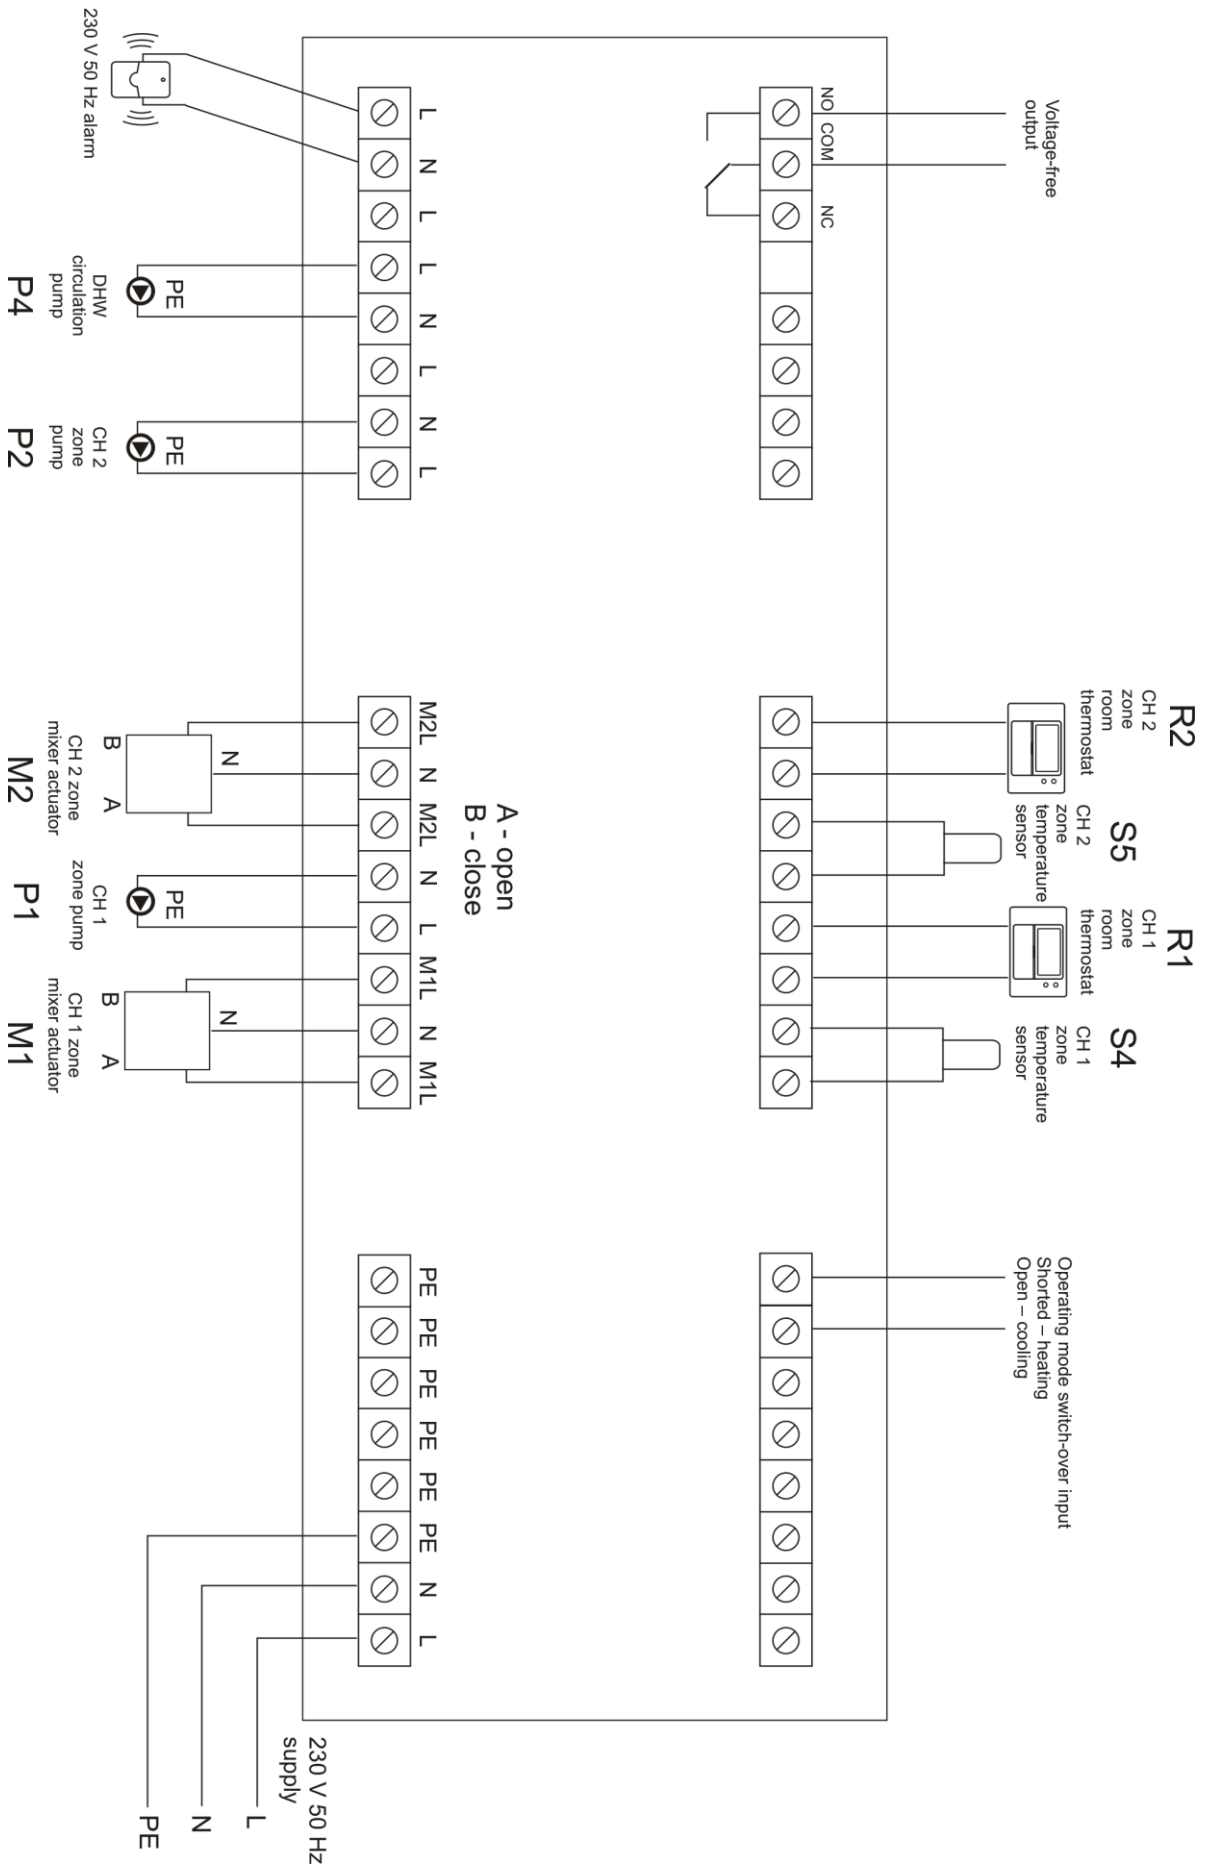 Voltage-free
output
R2
CH 2
zone
room
thermostat
S5
CH 2
zone
temperature
sensor
R1
CH 1
zone
room
thermostat
S4
CH 1
zone
temperature
sensor
Operating mode switch-over input
Shorted – heating
Open – cooling
NO COM NC
A - open
B - close
L N L L N L N L
M2L N M2L N L M1L N M1L
PE PE PE PE PE PE N L
230 V 50 Hz
supply
L
N
PE
230 V 50 Hz alarm
PE
DHW
circulation
pump
P4
PE
CH 2
zone
pump
P2
N
B A
CH 2 zone
mixer actuator
M2
PE
CH 1
zone pump
P1
N
B A
CH 1 zone
mixer actuator
M1